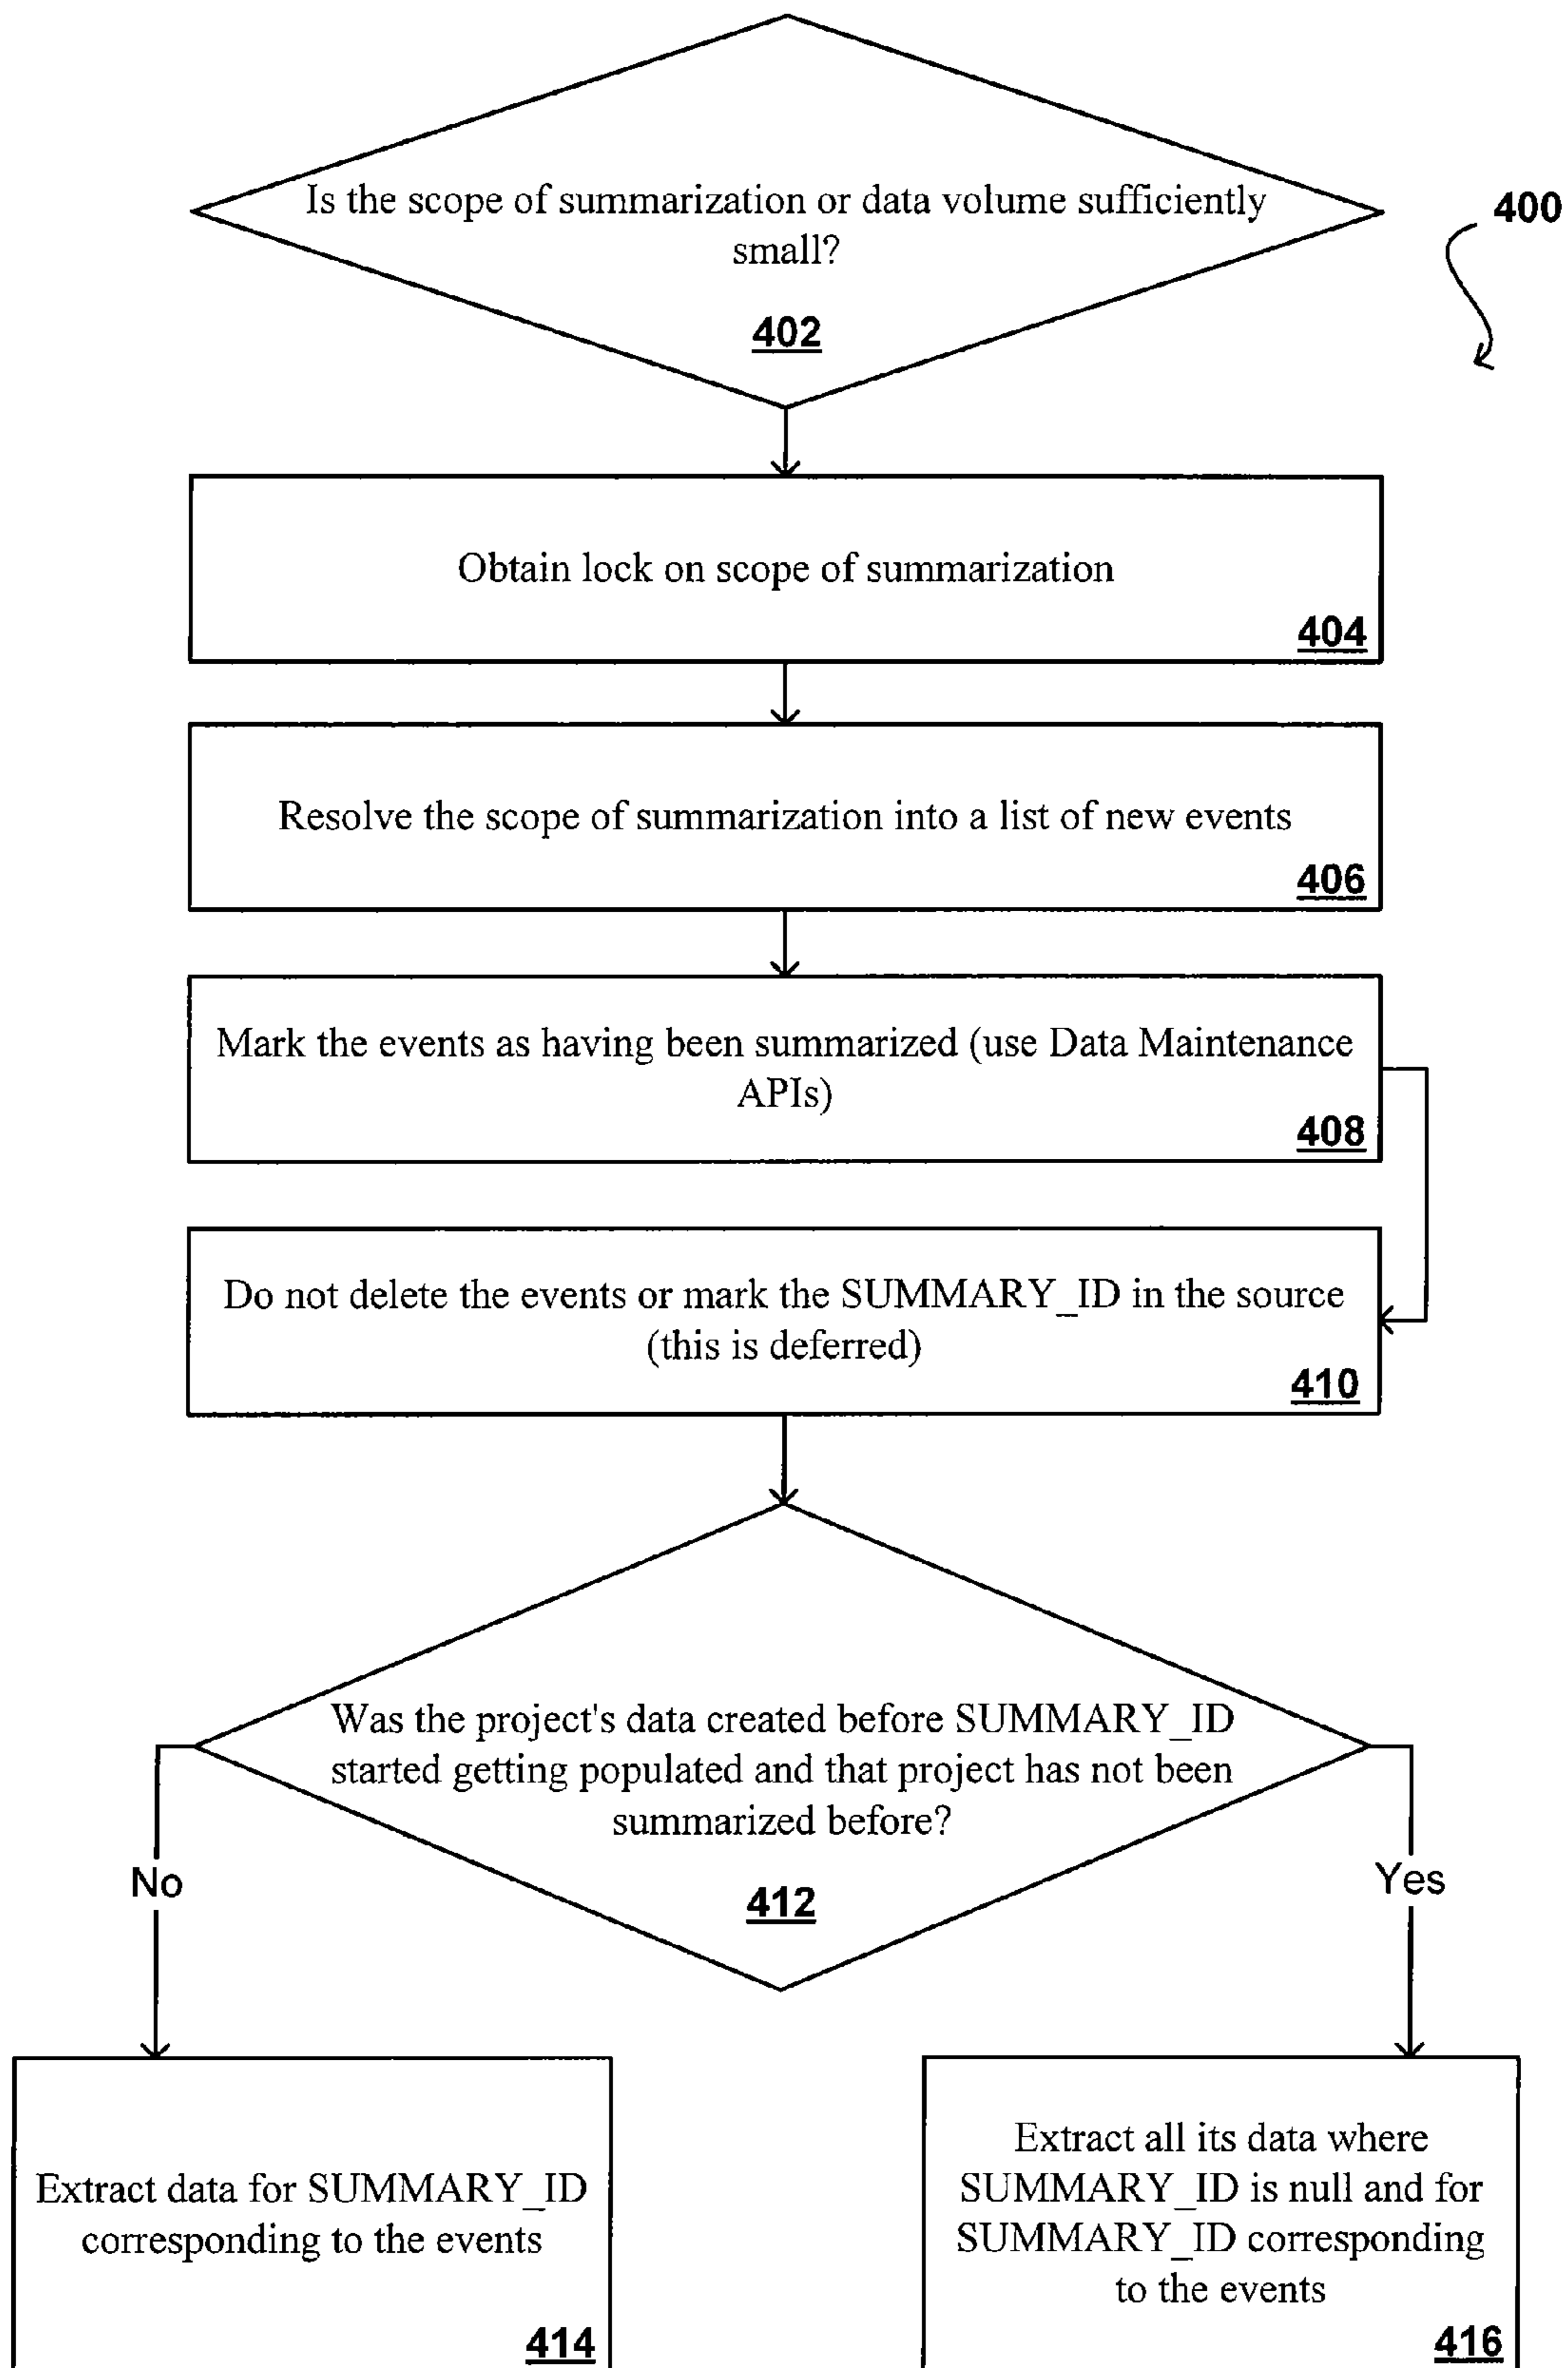 Is the scope of summarization or data volume sufficiently
small?
402
400
Obtain lock on scope of summarization
404
Resolve the scope of summarization into a list of new events
406
Mark the events as having been summarized (use Data Maintenance
APIs)
408
Do not delete the events or mark the SUMMARY_ID in the source
(this is deferred)
410
Was the project's data created before SUMMARY_ID
started getting populated and that project has not been
summarized before?
412
No
Yes
Extract data for SUMMARY_ID
corresponding to the events
414
Extract all its data where
SUMMARY_ID is null and for
SUMMARY_ID corresponding
to the events
416